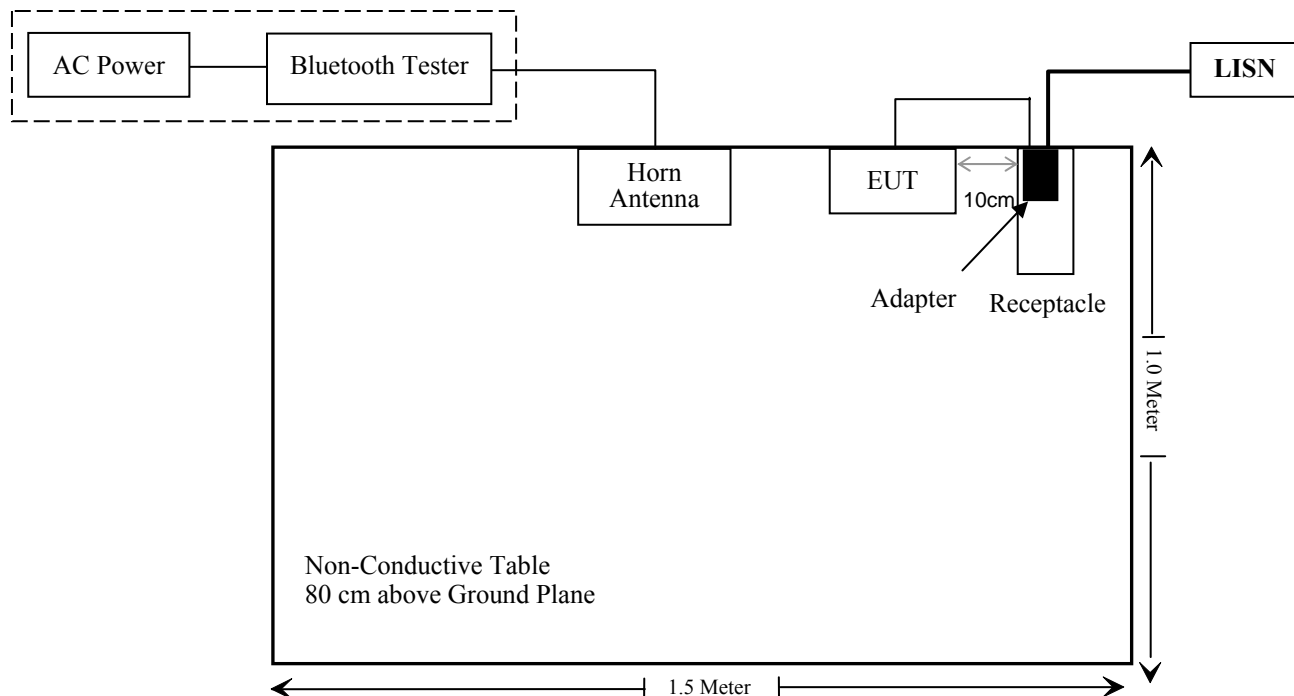 AC Power
Bluetooth Tester
LISN
Horn
Antenna
EUT
10cm
Adapter
Receptacle
1.0 Meter
Non-Conductive Table
80 cm above Ground Plane
1.5 Meter